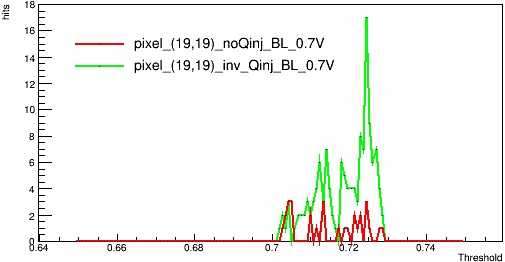 hits
18
pixel_(19,19)_noQinj_BL_0.7V
16
pixel_(19,19)_inv_Qinj_BL_0.7V
14
12
10
8
6
4
2
0
0.64 0.66 0.68 0.7 0.72 0.74
Threshold